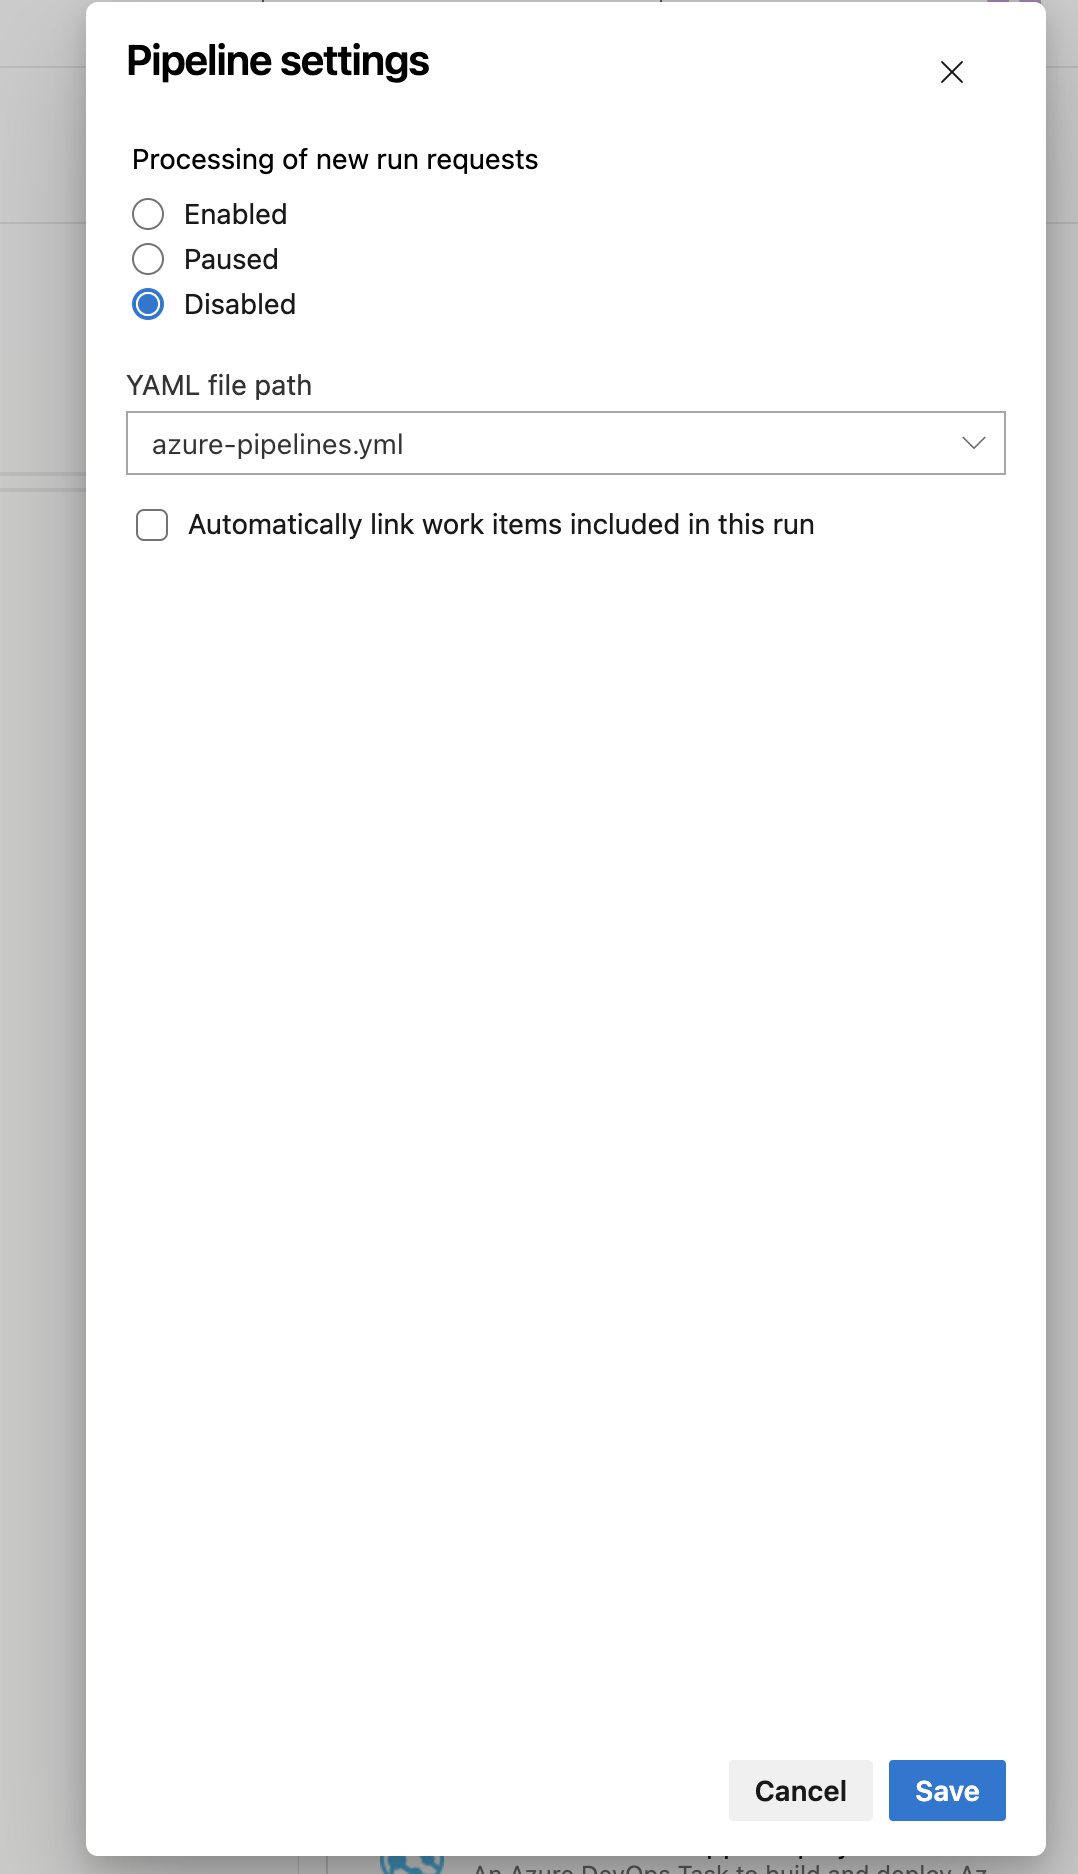 Pipeline settings
Processing of new run requests
Enabled
Paused
Disabled
YAML file path
azure-pipelines.yml
Automatically link work items included in this run
Cancel
Save
An Azure DevOps Task to build and deploy Az